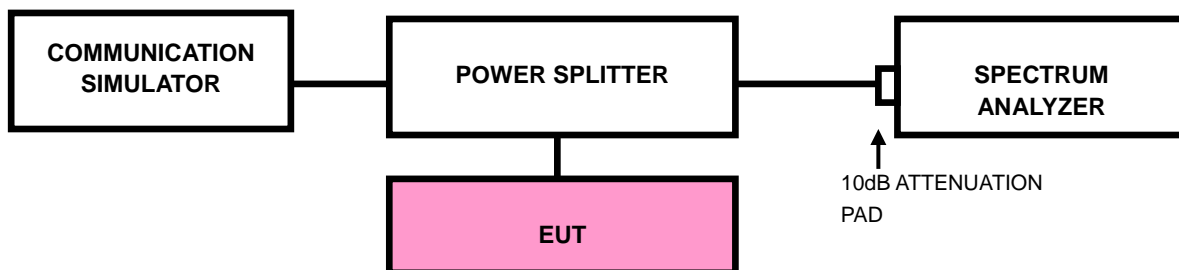 COMMUNICATION
SIMULATOR
POWER SPLITTER
SPECTRUM
ANALYZER
10dB ATTENUATION
PAD
EUT